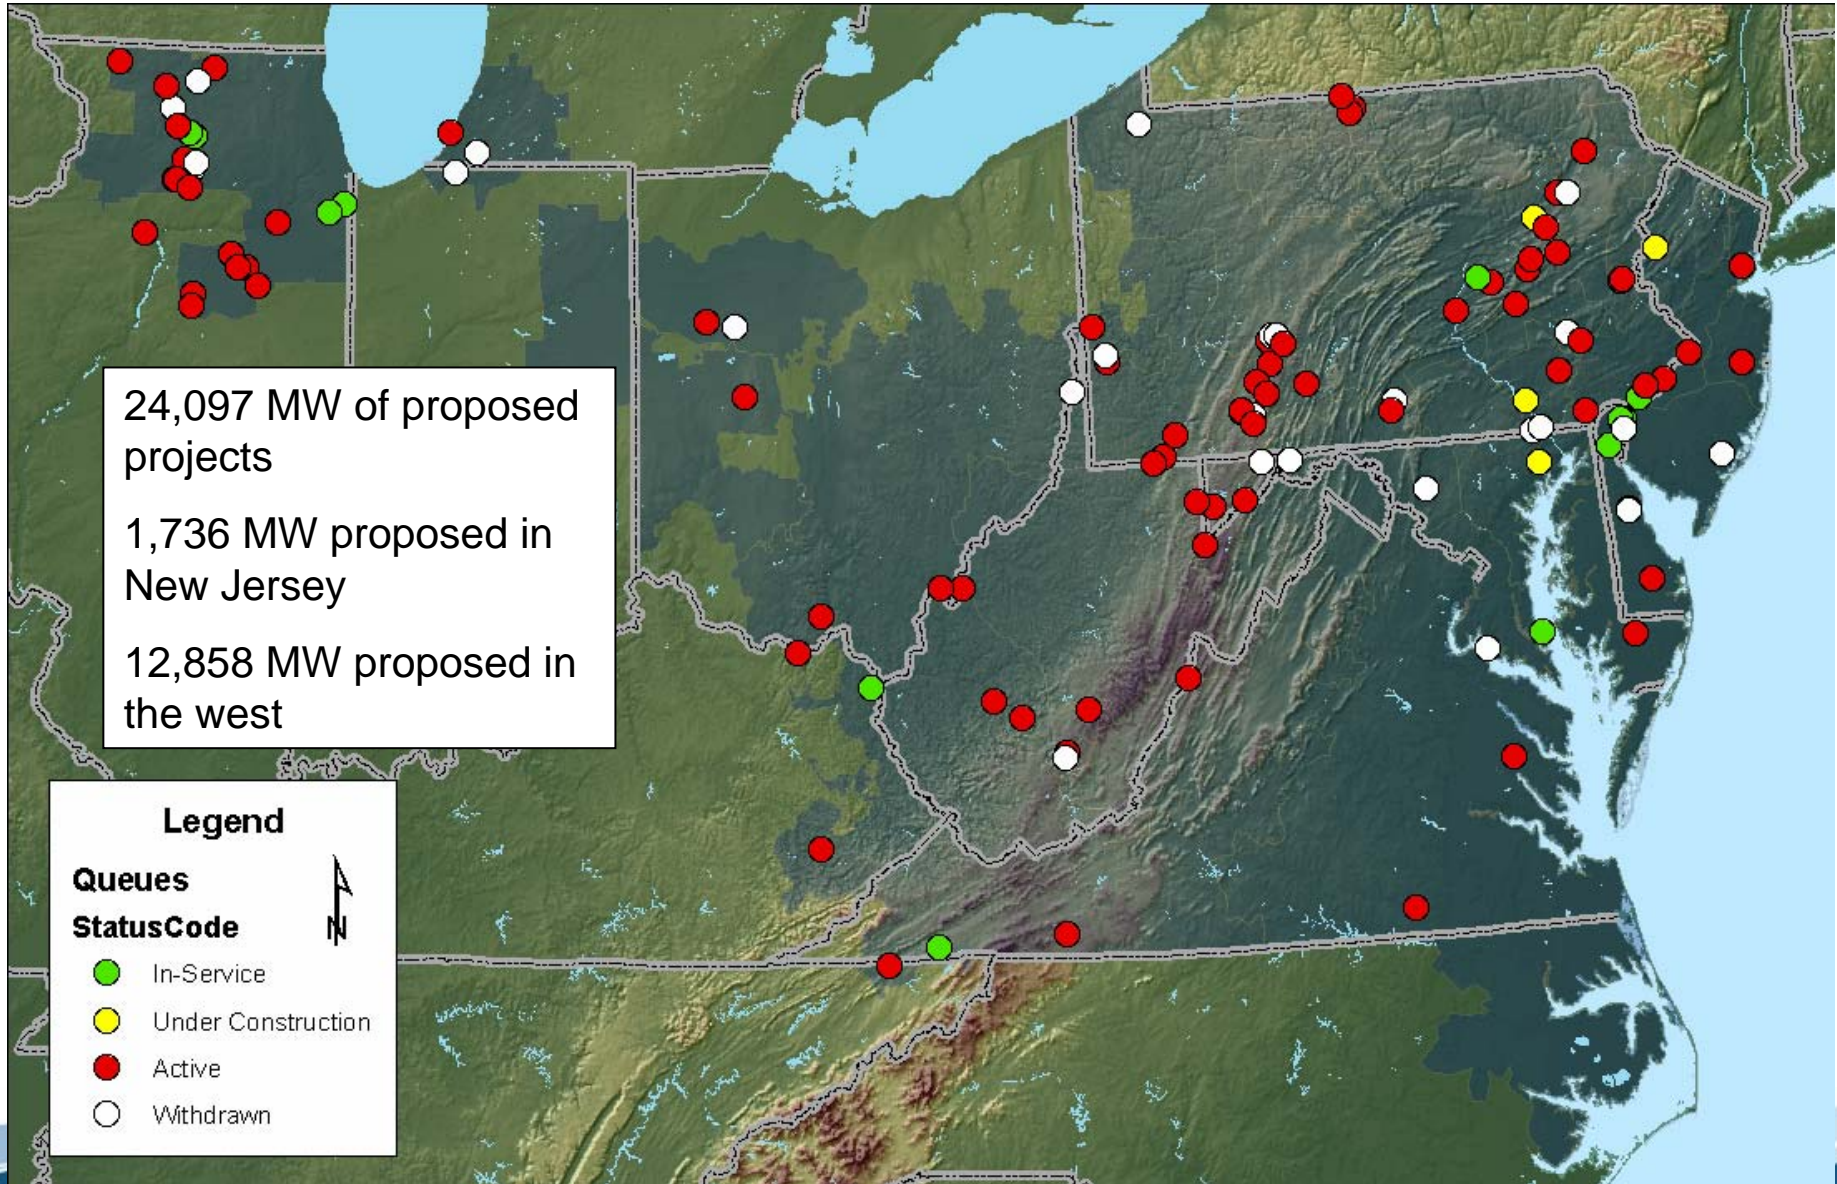 24,097 MW of proposed
projects
1,736 MW proposed in
New Jersey
12,858 MW proposed in
the west
Legend
Queues
StatusCode
N
In-Service
Under Construction
Active
Withdrawn